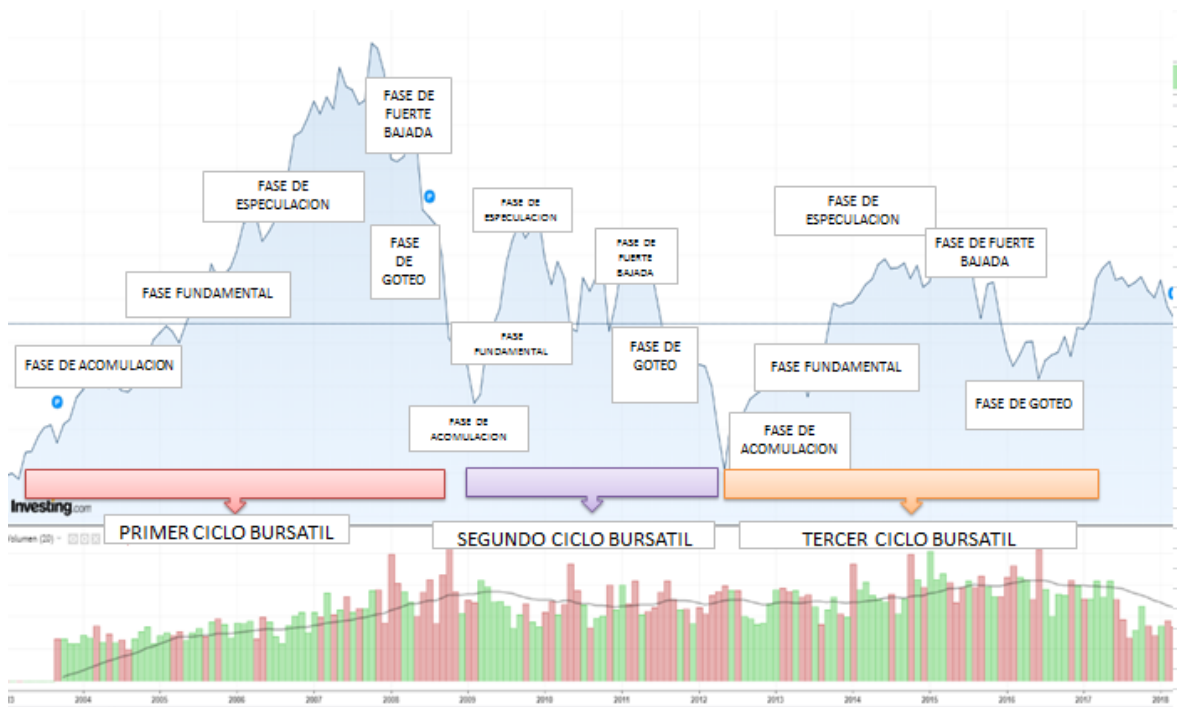 FASE DE
FUERTE
BAJADA
FASE DE
ESPECULACION
FASE DE
ESPECULACION
FASE DE
ESPECULACION
FASE
DE
GOTEO
FASE DE
FUERTE
BAJADA
FASE DE FUERTE
BAJADA
FASE FUNDAMENTAL
FASE
FUNDAMENTAL
FASE DE
GOTEO
FASE DE ACOMULACION
FASE FUNDAMENTAL
FASE DE GOTEO
FASE DE
ACOMULACION
FASE DE
ACOMULACION
P
P
Investing.com
PRIMER CICLO BURSATIL
SEGUNDO CICLO BURSATIL
TERCER CICLO BURSATIL
Volumen (20)
2004 2005 2006 2007 2008 2009 2010 2011 2012 2013 2014 2015 2016 2017 2018